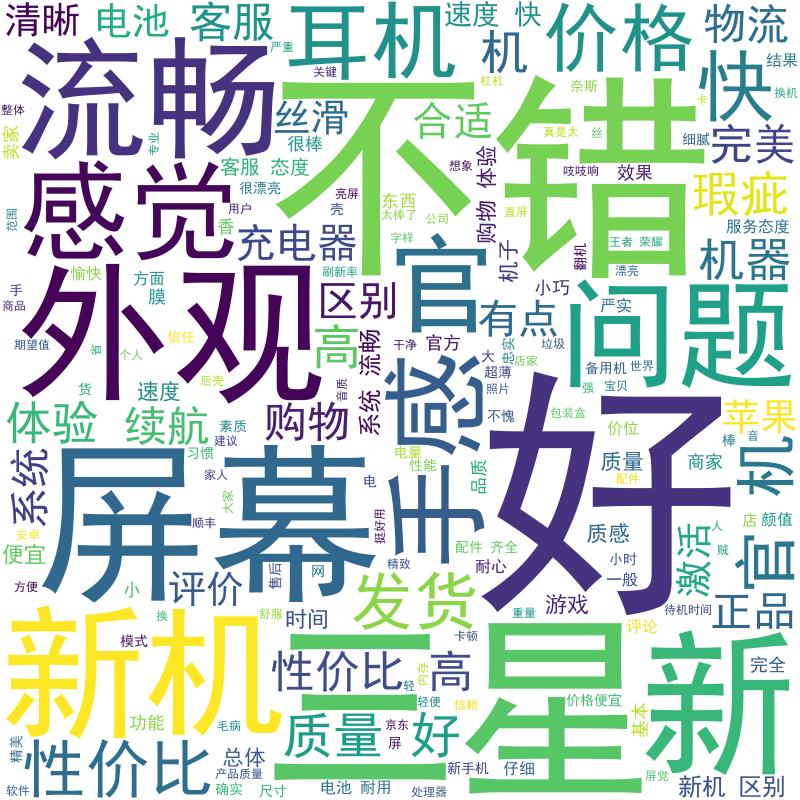 清晰
电池
客服
严重
耳机
速度 快
价格
物流
流畅
关键
机
杠杠
奈斯
快
结果
换机
整体
卖家
专业
丝滑
很棒
不错
合适
真是太
丝
卡
细腻
完美
感觉
客服 态度
很漂亮
亮屏
壳
想象
购物 体验
吱吱响
效果
瑕疵
东西
太棒了
公司
直屏
服务态度
范围
用户
香
充电器
字样
官
机子
翻机
王者 荣耀
漂亮
机器
愉快
方面
膜
刷新率
手
商品
外观
区别
小巧
有点
严实
问题
期望值
省
个人
信任
高
系统 流畅
干净
官方
大
超薄
照片
忠实
店家
垃圾
备用机
世界
强
宝贝
货
速度
后壳
音质
手感
体验
续航
素质
建议
习惯
购物
不愧
包装盒
价位
苹果
棒
音
好
电量
性能
品质
质量
商家
机
系统
屏幕
家人
大家
电
配件
顺丰
挺好用
质感
激活
店
颜值
安卓
便宜
售后
网
精致
配件 齐全
耐心
小时
一般
人
贼
官
方便
小
评价
发货
游戏
待机时间
正品
新机
换
舒服
时间
重量
评论
模式
三星
卡顿
新
性价比
高
轻
内存
轻便
信赖
价格便宜
基本
完全
功能
毛病
质量 好
京东
屏
精美
软件
性价比
总体
产品质量
确实
尺寸
电池 耐用
处理器
新手机
仔细
屏党
新机 区别